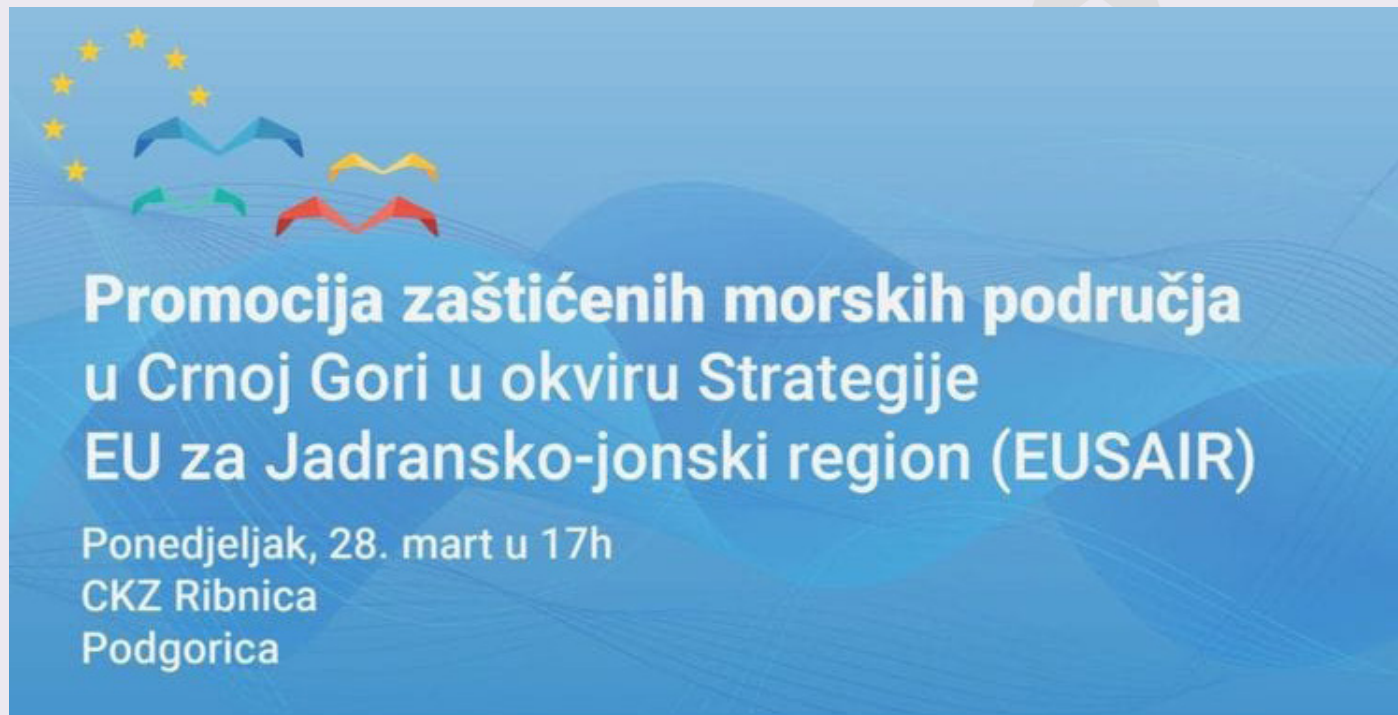 Promocija zaštićenih morskih područja
u Crnoj Gori u okviru Strategije
EU za Jadransko-jonski region (EUSAIR)
Ponedjeljak, 28. mart u 17h
CKZ Ribnica
Podgorica